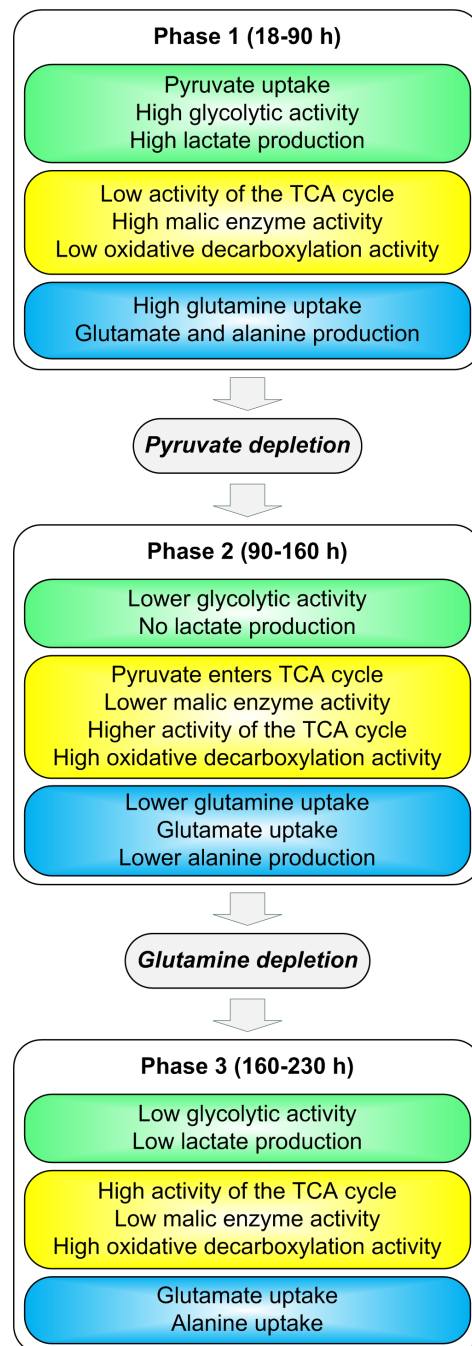 Phase 1 (18-90 h)
Pyruvate uptake
High glycolytic activity
High lactate production
Low activity of the TCA cycle
High malic enzyme activity
Low oxidative decarboxylation activity
High glutamine uptake
Glutamate and alanine production
Pyruvate depletion
Phase 2 (90-160 h)
Lower glycolytic activity
No lactate production
Pyruvate enters TCA cycle
Lower malic enzyme activity
Higher activity of the TCA cycle
High oxidative decarboxylation activity
Lower glutamine uptake
Glutamate uptake
Lower alanine production
Glutamine depletion
Phase 3 (160-230 h)
Low glycolytic activity
Low lactate production
High activity of the TCA cycle
Low malic enzyme activity
High oxidative decarboxylation activity
Glutamate uptake
Alanine uptake